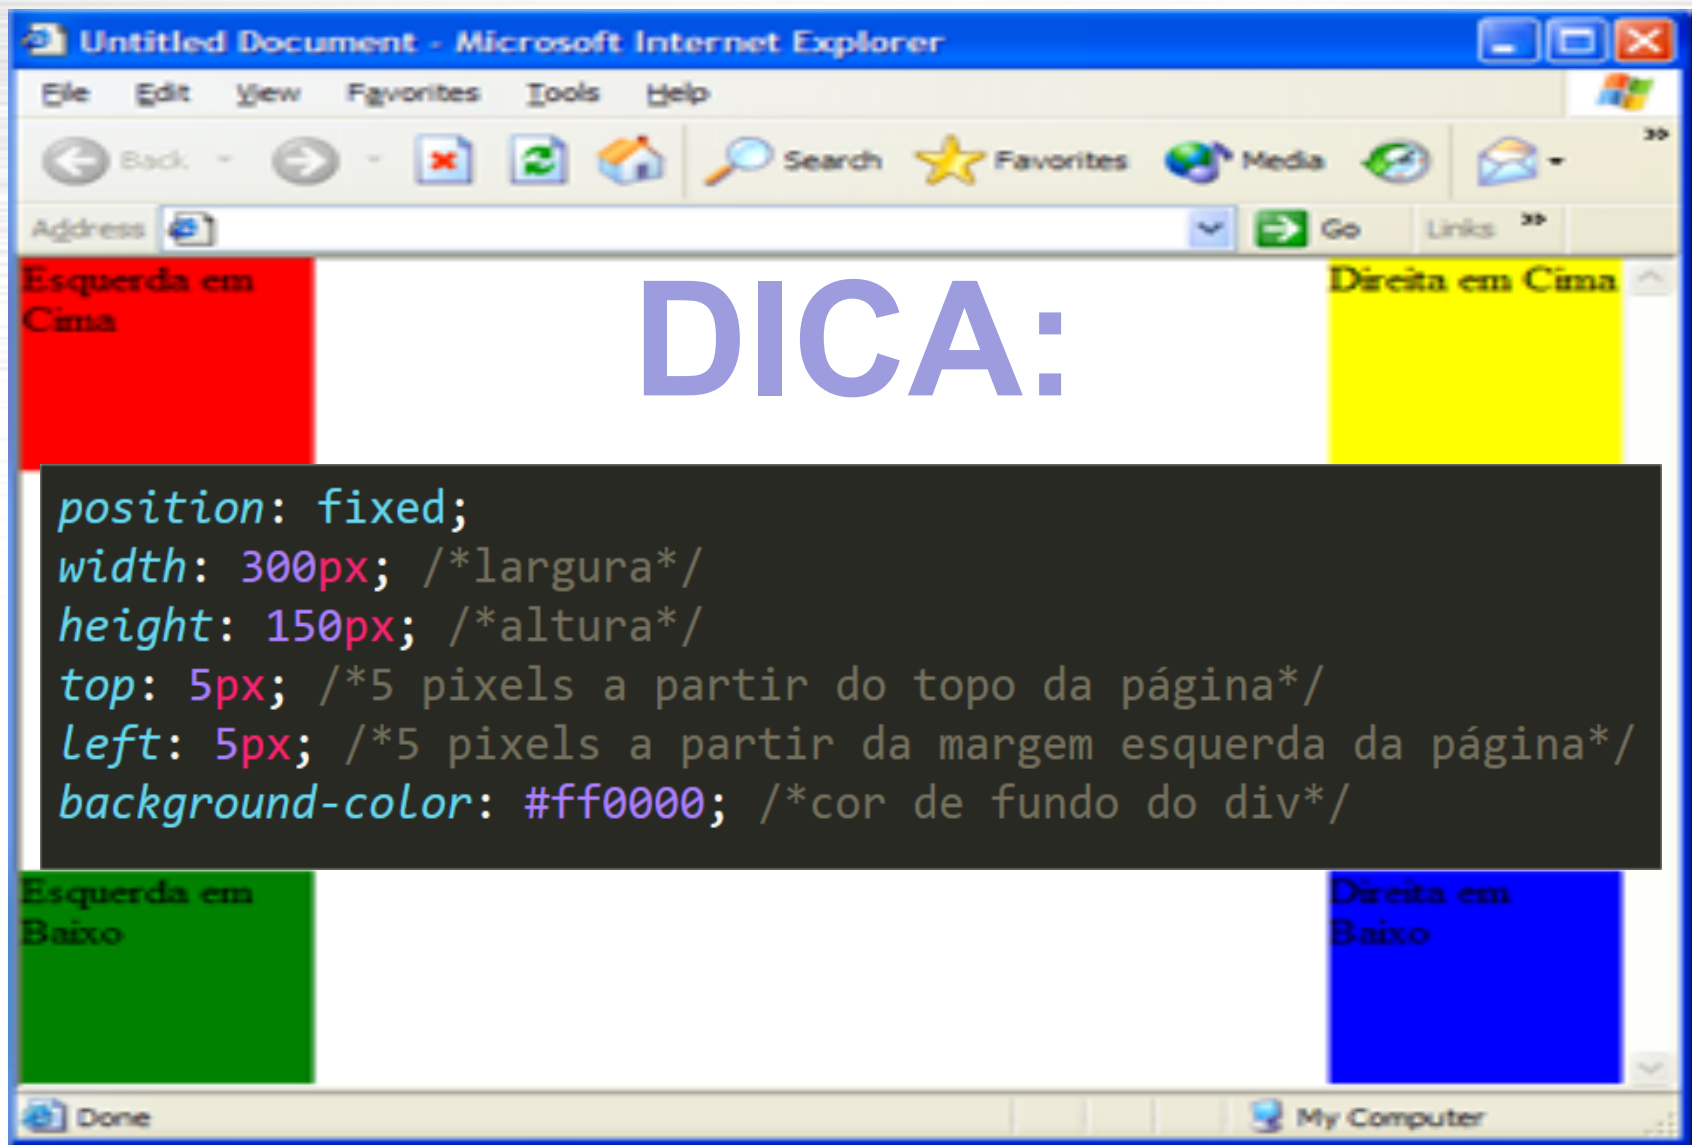 Untitled Document - Microsoft Internet Explorer
File Edit View Favorites Tools Help
Back Search Favorites Media
Address Go Links
Esquerda em
Cima
DICA:
Direita em Cima
position: fixed;
width: 300px; /*largura*/
height: 150px; /*altura*/
top: 5px; /*5 pixels a partir do topo da página*/
left: 5px; /*5 pixels a partir da margem esquerda da página*/
background-color: #ff0000; /*cor de fundo do div*/
Esquerda em
Baixo
Direita em
Baixo
Done My Computer